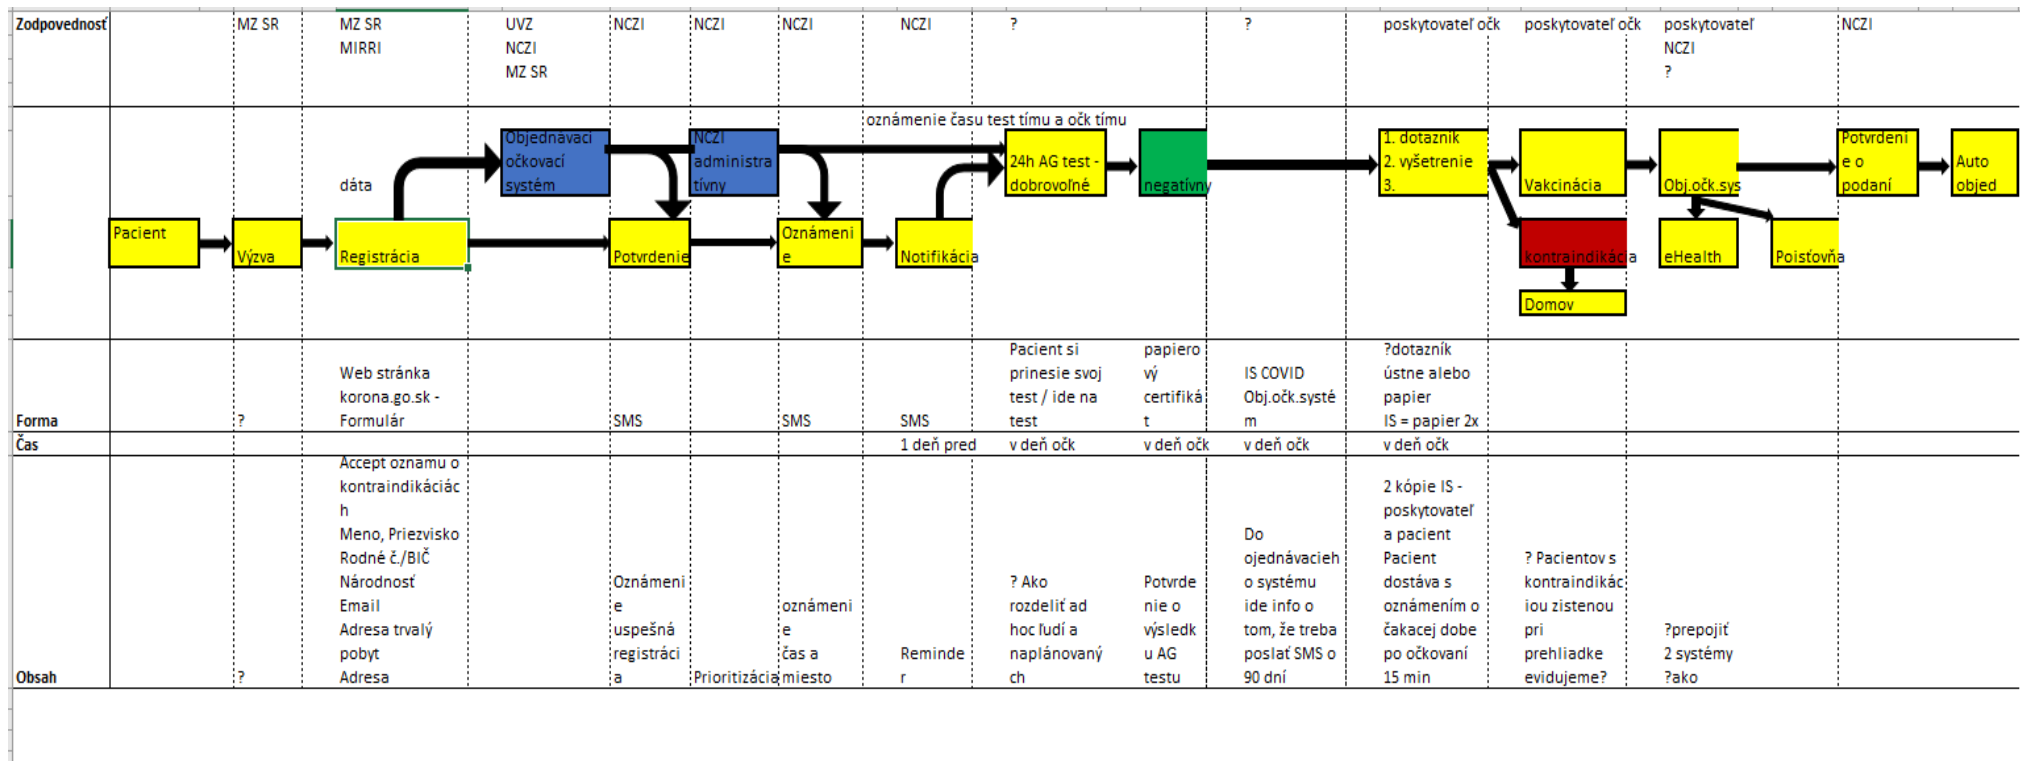 Zodpovednosť
MZ SR
MZ SR
MIRRI
UVZ
NCZI
MZ SR
NCZI
NCZI
NCZI
NCZI
?
?
poskytovateľ očk
poskytovateľ očk
poskytovateľ
NCZI
?
NCZI
oznámenie času test tímu a očk tímu
dáta
Objednávací
očkovací
systém
NCZI
administra
tívny
24h AG test -
dobrovoľné
negatívny
1. dotazník
2. vyšetrenie
3.
Vakcinácia
Obj.očk.sys
Potvrdeni
e o
podaní
Auto
objed
Pacient
Výzva
Registrácia
Potvrdenie
Oznámeni
e
Notifikácia
kontraindikácia
eHealth
Poisťovňa
Domov
Forma
?
Web stránka
korona.go.sk -
Formulár
SMS
SMS
SMS
Pacient si
prinesie svoj
test / ide na
test
papiero
vý
certifiká
t
IS COVID
Obj.očk.systé
m
?dotazník
ústne alebo
papier
IS = papier 2x
Čas
1 deň pred
v deň očk
v deň očk
v deň očk
v deň očk
Obsah
?
Accept oznamu o
kontraindikáciác
h
Meno, Priezvisko
Rodné č./BIČ
Národnosť
Email
Adresa trvalý
pobyt
Adresa
Oznámeni
e
uspešná
registráci
a
Prioritizácia
oznámeni
e
čas a
miesto
Reminde
r
? Ako
rozdeliť ad
hoc ľudí a
naplánovaný
ch
Potvrde
nie o
výsledk
u AG
testu
Do
ojednávacieh
o systému
ide info o
tom, že treba
poslať SMS o
90 dní
2 kópie IS -
poskytovateľ
a pacient
Pacient
dostáva s
oznámením o
čakacej dobe
po očkovaní
15 min
? Pacientov s
kontraindikác
iou zistenou
pri
prehliadke
evidujeme?
?prepojiť
2 systémy
?ako